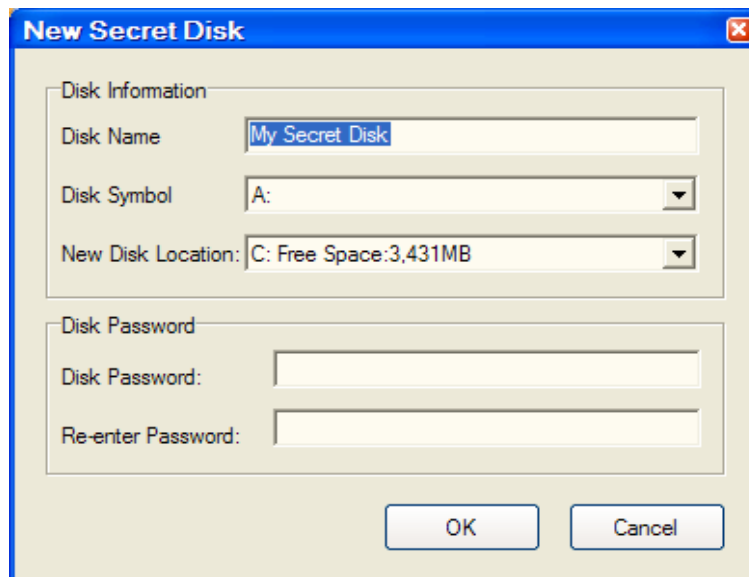 New Secret Disk
Disk Information
Disk Name My Secret Disk
Disk Symbol A:
New Disk Location: C: Free Space:3,431MB
Disk Password
Disk Password:
Re-enter Password:
OK Cancel